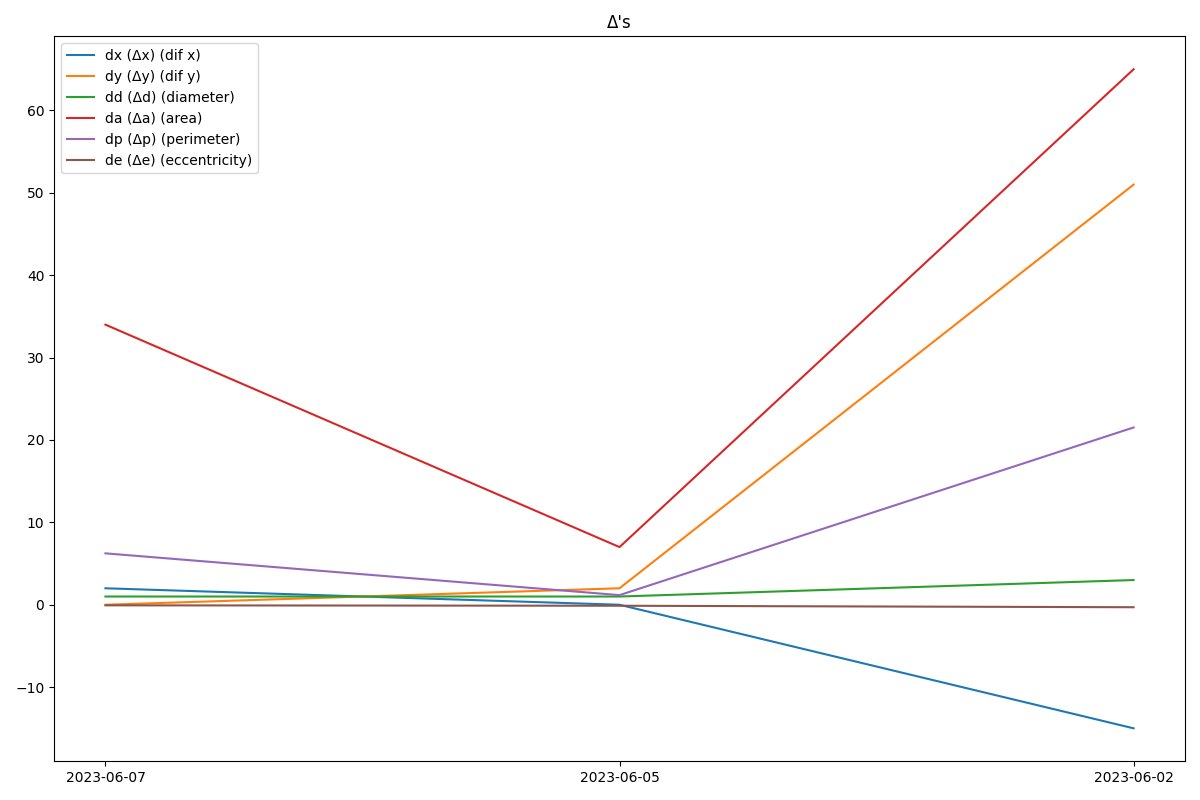 Δ's
dx (Δx) (dif x)
dy (Δy) (dif y)
dd (Δd) (diameter)
da (Δa) (area)
dp (Δp) (perimeter)
de (Δe) (eccentricity)
60
50
40
30
20
10
0
−10
2023-06-07 2023-06-05 2023-06-02